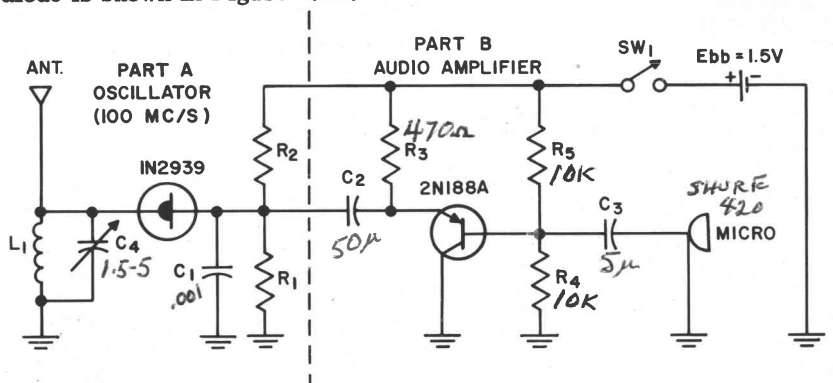 PART B
AUDIO AMPLIFIER
SW1
Ebb = 1.5V
+ -
ANT.
PART A
OSCILLATOR
(100 MC/S)
470Ω
R2
R3
R5
10K
IN2939
C2
2N188A
C3
SHURE
420
MICRO
L1
C4
1.5-5
50μ
5μ
C1
.001
R1
R4
10K